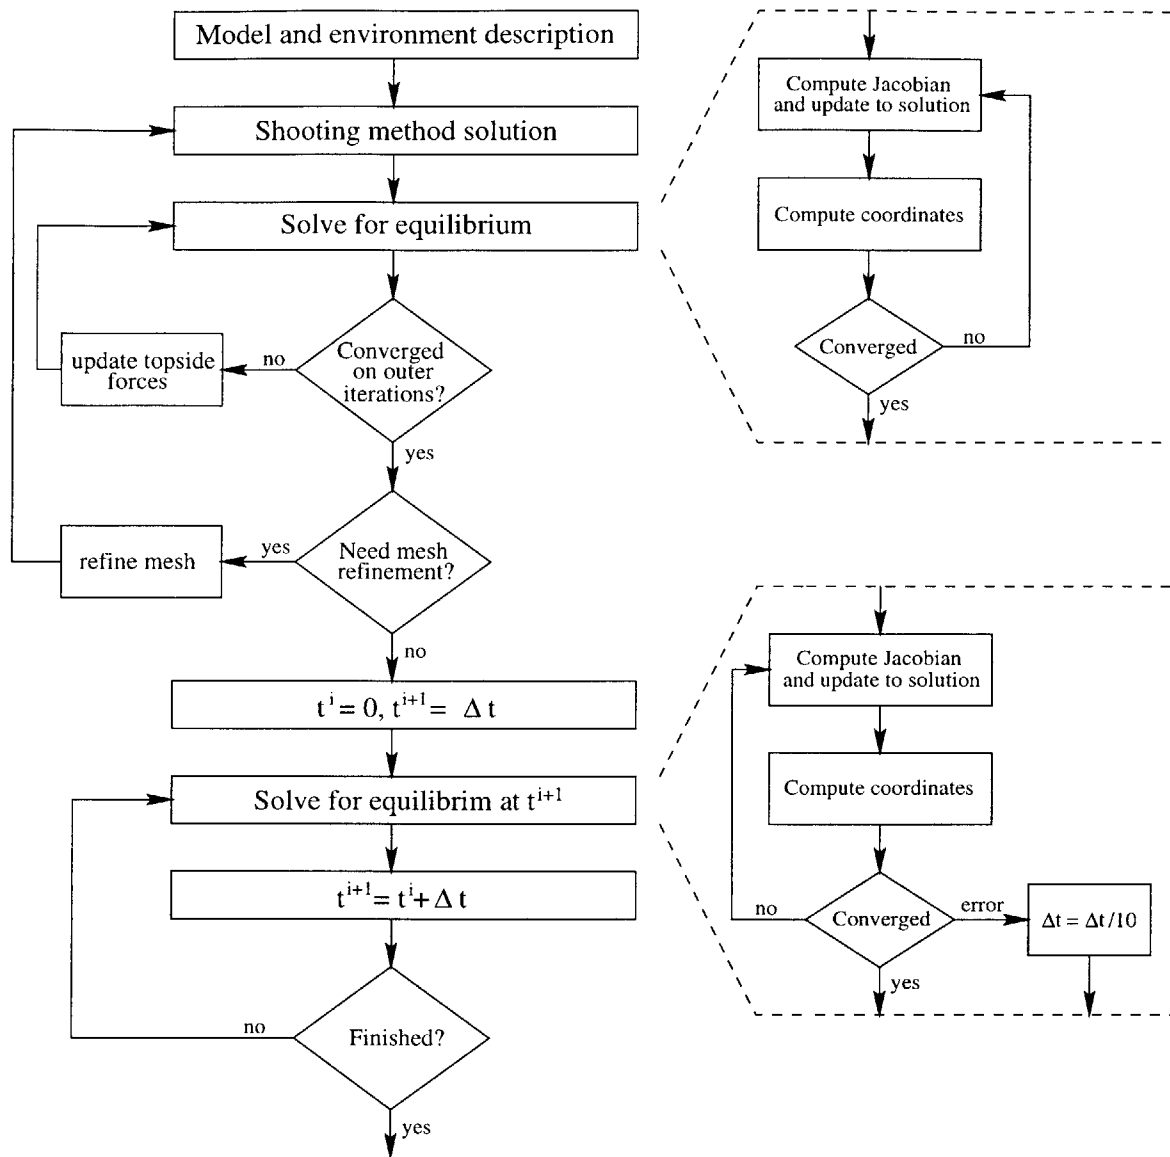 Model and environment description
Shooting method solution
Solve for equilibrium
Converged
on outer
iterations?
no
update topside
forces
yes
Need mesh
refinement?
yes
refine mesh
no
t^i = 0, t^{i+1} = Δ t
Solve for equilibrim at t^{i+1}
t^{i+1} = t^i + Δ t
Finished?
no
yes
Compute Jacobian
and update to solution
Compute coordinates
Converged
no
yes
Compute Jacobian
and update to solution
Compute coordinates
Converged
no
error
Δt = Δt/10
yes